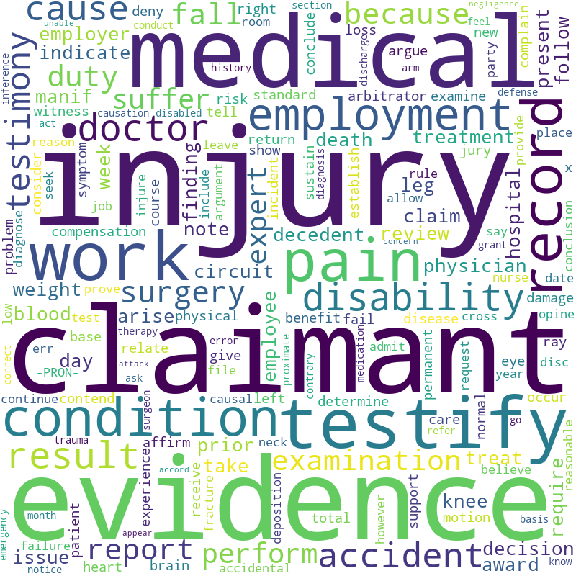 cause
fall
because
deny
right
loss
section
negligence
unable
conduct
feel
room
complain
inference
testimony
employer
indicate
medical
conclude
discharge
arm
history
argue
new
party
present
follow
duty
manif
suffer
risk
standard
arbitrator
examine
defense
witness
causation
disabled
tell
employment
act
doctor
record
reason
consider
week
return
death
treatment
place
seek
symptom
leave
show
diagnosis
jury
provide
x
injury
finding
injure
include
incident
sustain
rule
job
course
argument
expert
establish
allow
leg
hospital
problem
diagnose
compensation
note
claim
say
conclusion
work
decedent
review
concern
grant
circuit
pain
physician
nurse
date
weight
surgery
disability
opine
low
blood
arise
physical
employee
benefit
fail
disease
cross
damage
test
prove
therapy
error
proximate
medication
admit
ray
correct
base
err
relate
give
contrary
permanent
request
eye
disc
-PRON-
day
attack
file
claimant
year
continue
contend
ask
causal
left
determine
care
normal
occur
condition
testify
surgeon
refer
go
trauma
affirm
prior
neck
reasonable
result
experience
take
examination
treat
believe
require
accord
receive
fracture
deposition
total
however
support
motion
knee
basis
evidence
emergency
month
patient
appear
issue
report
perform
accident
decision
failure
heart
brain
accidental
award
know
notice